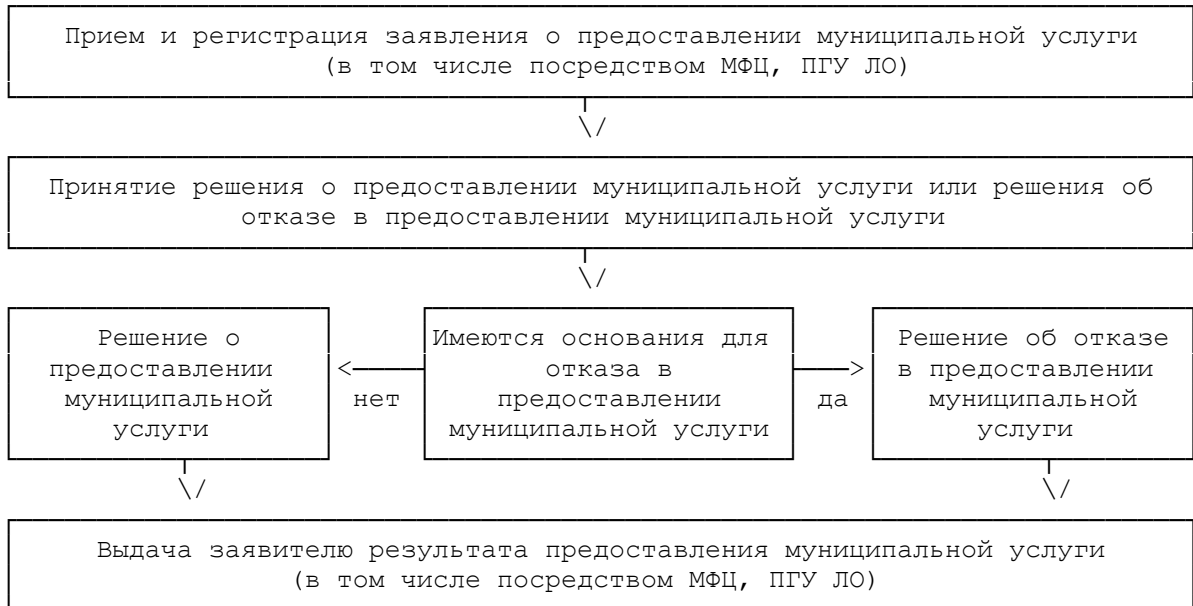 Прием и регистрация заявления о предоставлении муниципальной услуги
(в том числе посредством МФЦ, ПГУ ЛО)
Принятие решения о предоставлении муниципальной услуги или решения об
отказе в предоставлении муниципальной услуги
Решение о
предоставлении
муниципальной
услуги
нет
Имеются основания для
отказа в
предоставлении
муниципальной услуги
да
Решение об отказе
в предоставлении
муниципальной
услуги
Выдача заявителю результата предоставления муниципальной услуги
(в том числе посредством МФЦ, ПГУ ЛО)